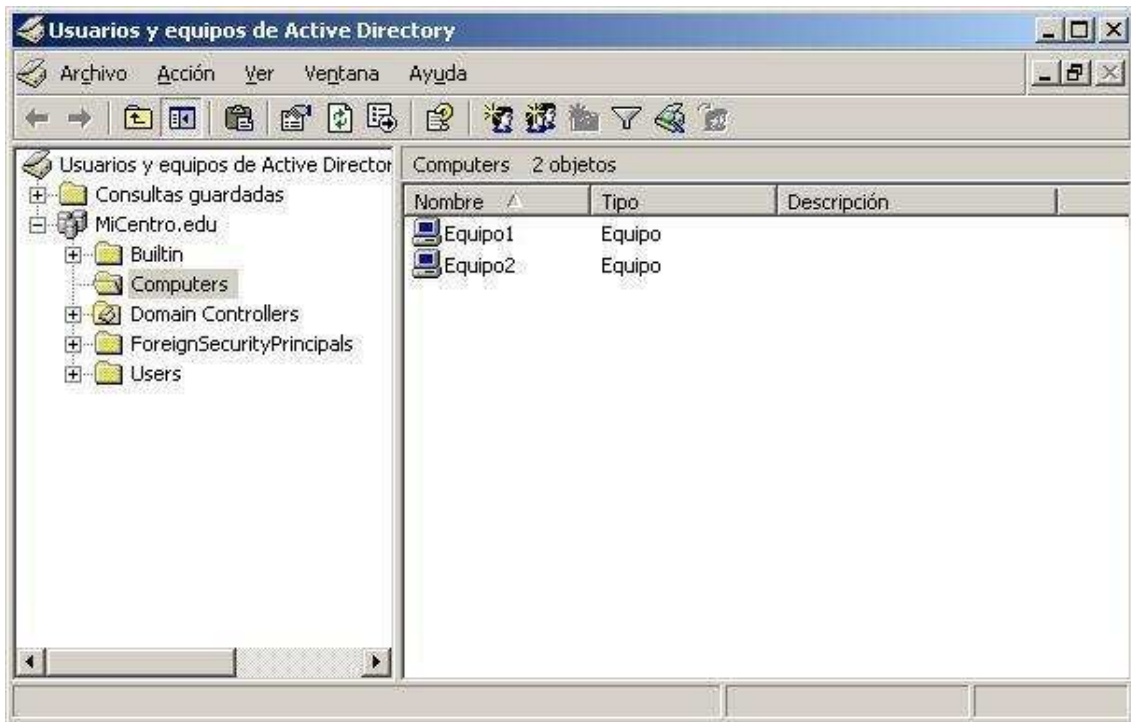 Usuarios y equipos de Active Directory
Archivo Acción Ver Ventana Ayuda
Usuarios y equipos de Active Director
Consultas guardadas
MiCentro.edu
Builtin
Computers
Domain Controllers
ForeignSecurityPrincipals
Users
Computers 2 objetos
Nombre Tipo Descripción
Equipo1 Equipo
Equipo2 Equipo